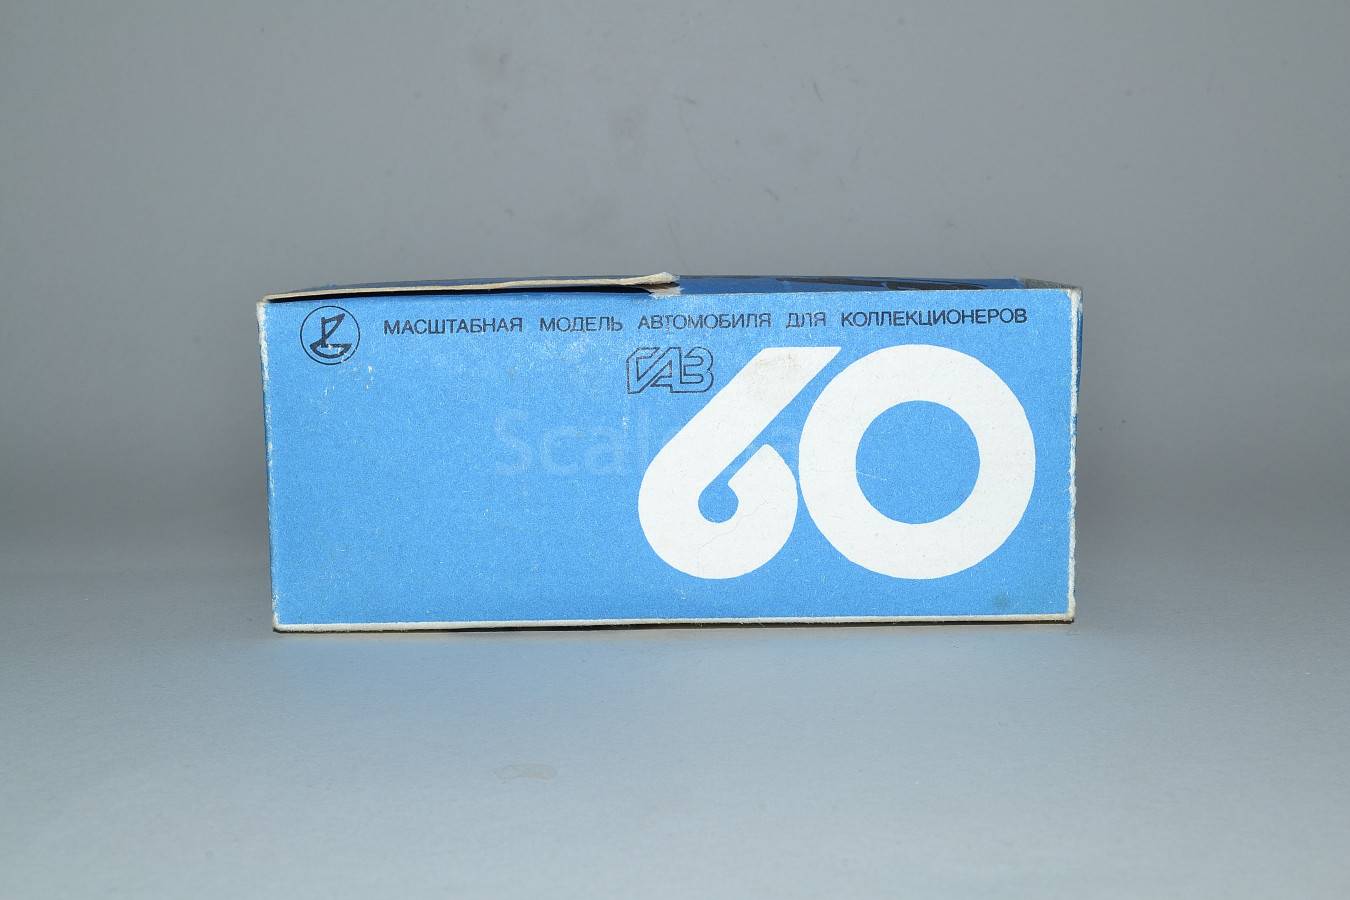 МАСШТАБНАЯ МОДЕЛЬ АВТОМОБИЛЯ ДЛЯ КОЛЛЕКЦИОНЕРОВ
ГАЗ
60